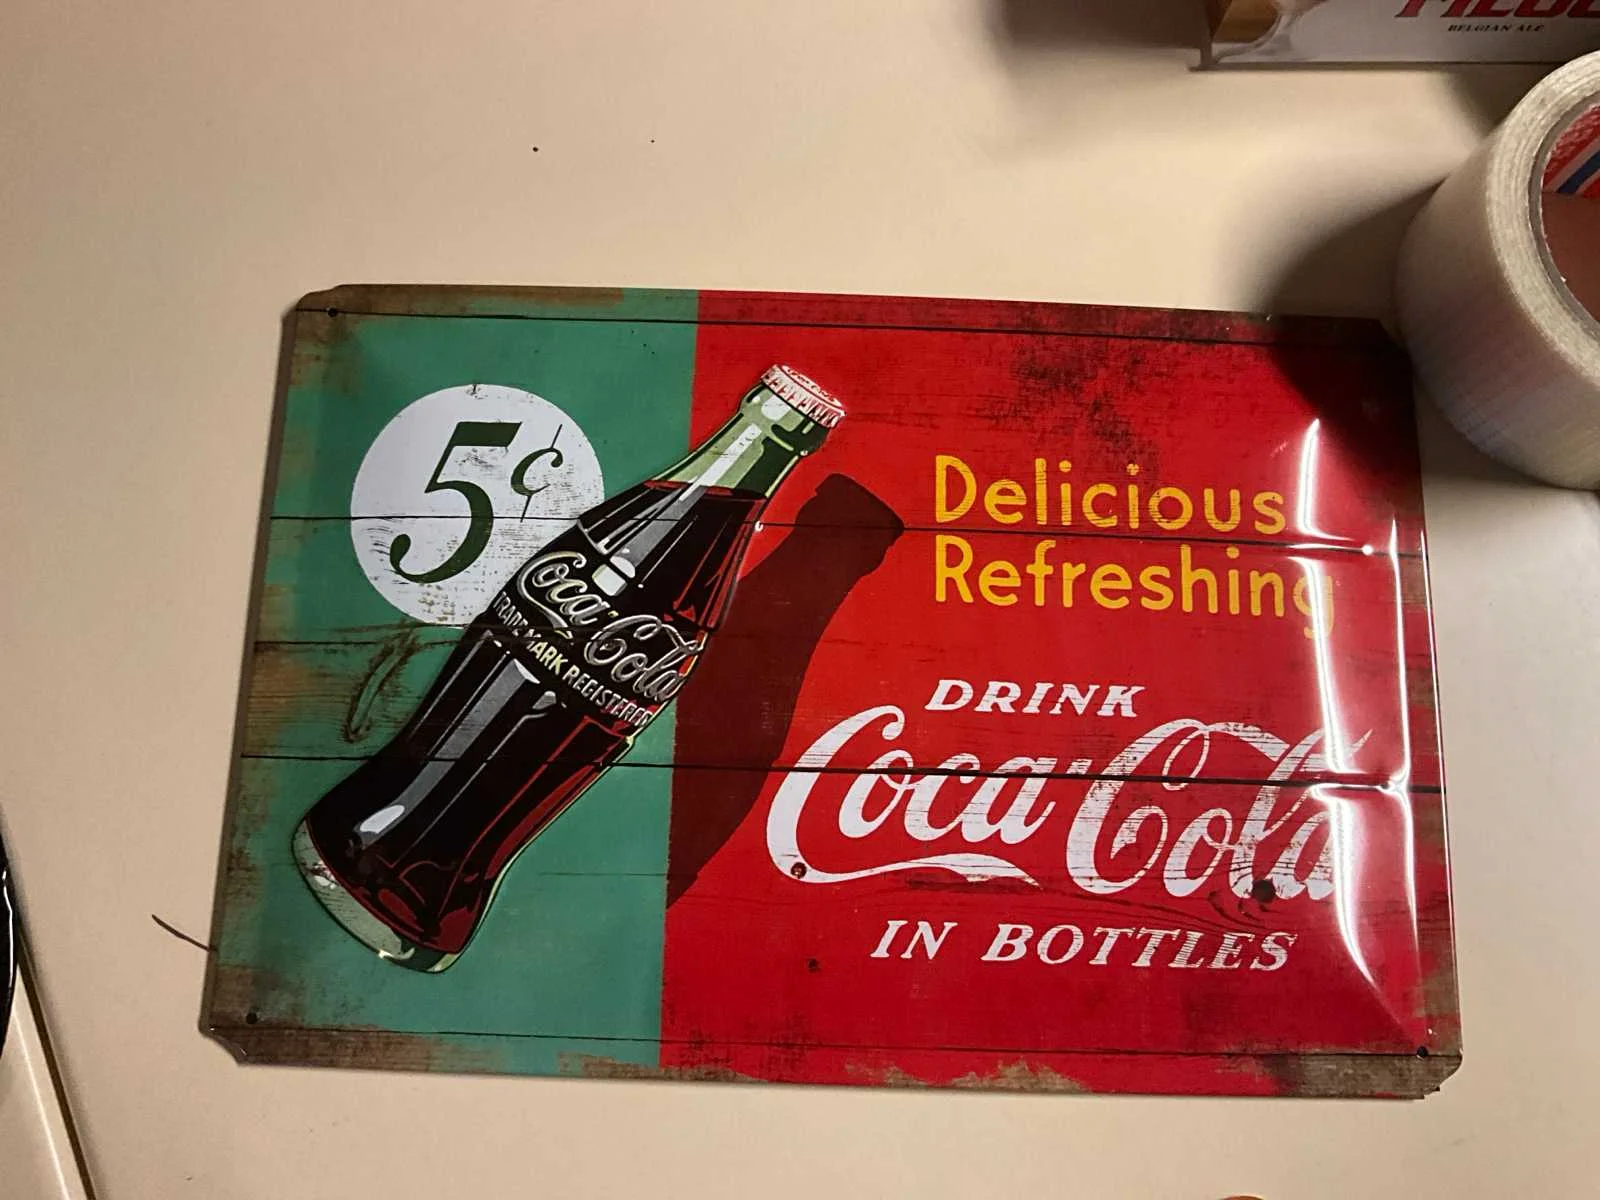 BELGIAN ALE
5¢
Delicious
Refreshing
Coca-Cola
TRADE MARK REGISTERED
DRINK
Coca-Cola
IN BOTTLES